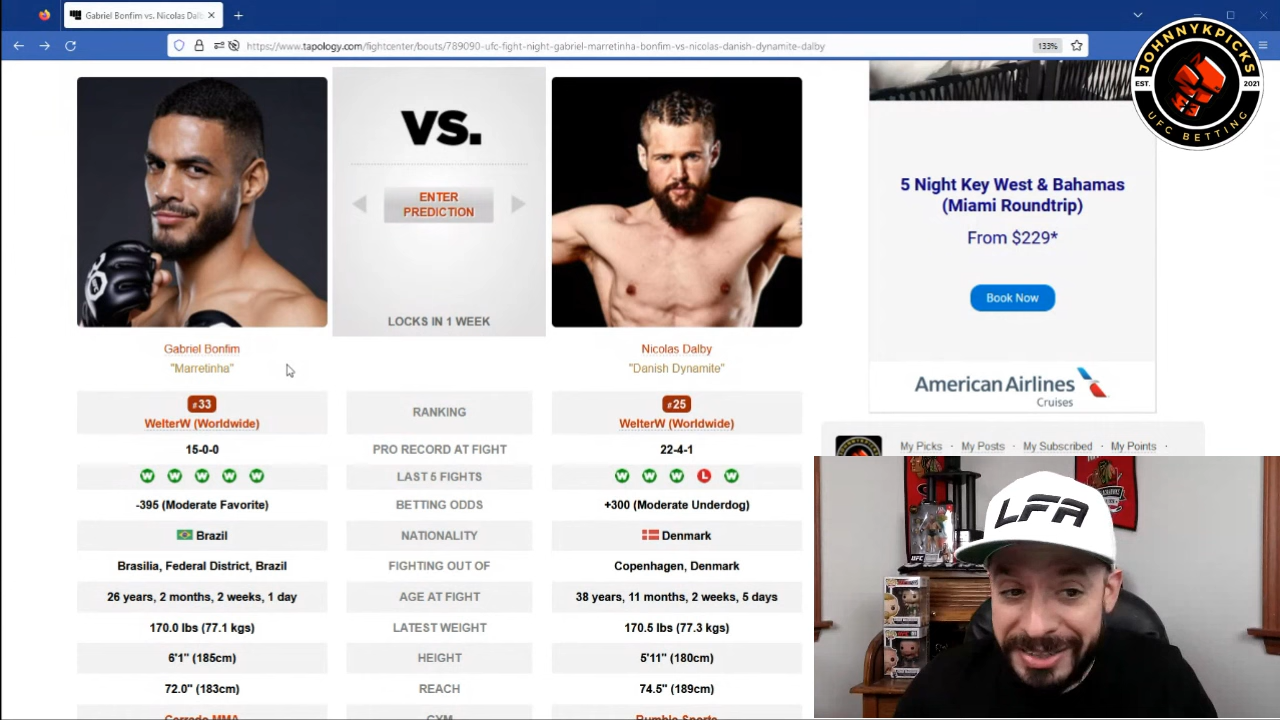 Gabriel Bonfim vs. Nicolas Dalb
https://www.tapology.com/fightcenter/bouts/789090-ufc-fight-night-gabriel-marretinha-bonfim-vs-nicolas-danish-dynamite-dalby
133%
JOHNNYKPICKS
EST. 2021
UFC BETTING
VS.
ENTER
PREDICTION
LOCKS IN 1 WEEK
Gabriel Bonfim
"Marretinha"
Nicolas Dalby
"Danish Dynamite"
#33 RANKING #25
WelterW (Worldwide) WelterW (Worldwide)
15-0-0 PRO RECORD AT FIGHT 22-4-1
W W W W W LAST 5 FIGHTS W W W L W
-395 (Moderate Favorite) BETTING ODDS +300 (Moderate Underdog)
Brazil NATIONALITY Denmark
Brasilia, Federal District, Brazil FIGHTING OUT OF Copenhagen, Denmark
26 years, 2 months, 2 weeks, 1 day AGE AT FIGHT 38 years, 11 months, 2 weeks, 5 days
170.0 lbs (77.1 kgs) LATEST WEIGHT 170.5 lbs (77.3 kgs)
6'1" (185cm) HEIGHT 5'11" (180cm)
72.0" (183cm) REACH 74.5" (189cm)
Cerrado MMA GYM Rumble Sports
5 Night Key West & Bahamas
(Miami Roundtrip)
From $229*
Book Now
American Airlines
Cruises
My Picks · My Posts · My Subscribed · My Points ·
LFA